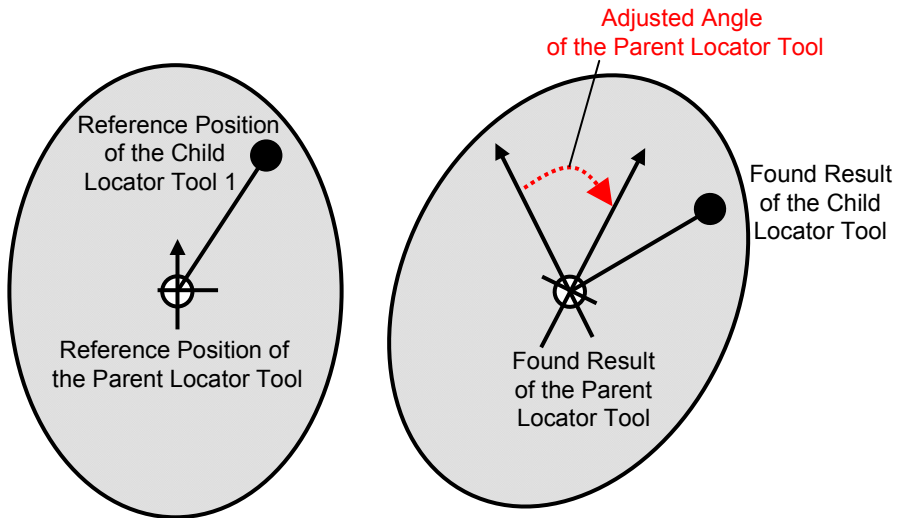 Adjusted Angle
of the Parent Locator Tool
Reference Position
of the Child
Locator Tool 1
Reference Position of
the Parent Locator Tool
Found Result
of the Child
Locator Tool
Found Result
of the Parent
Locator Tool